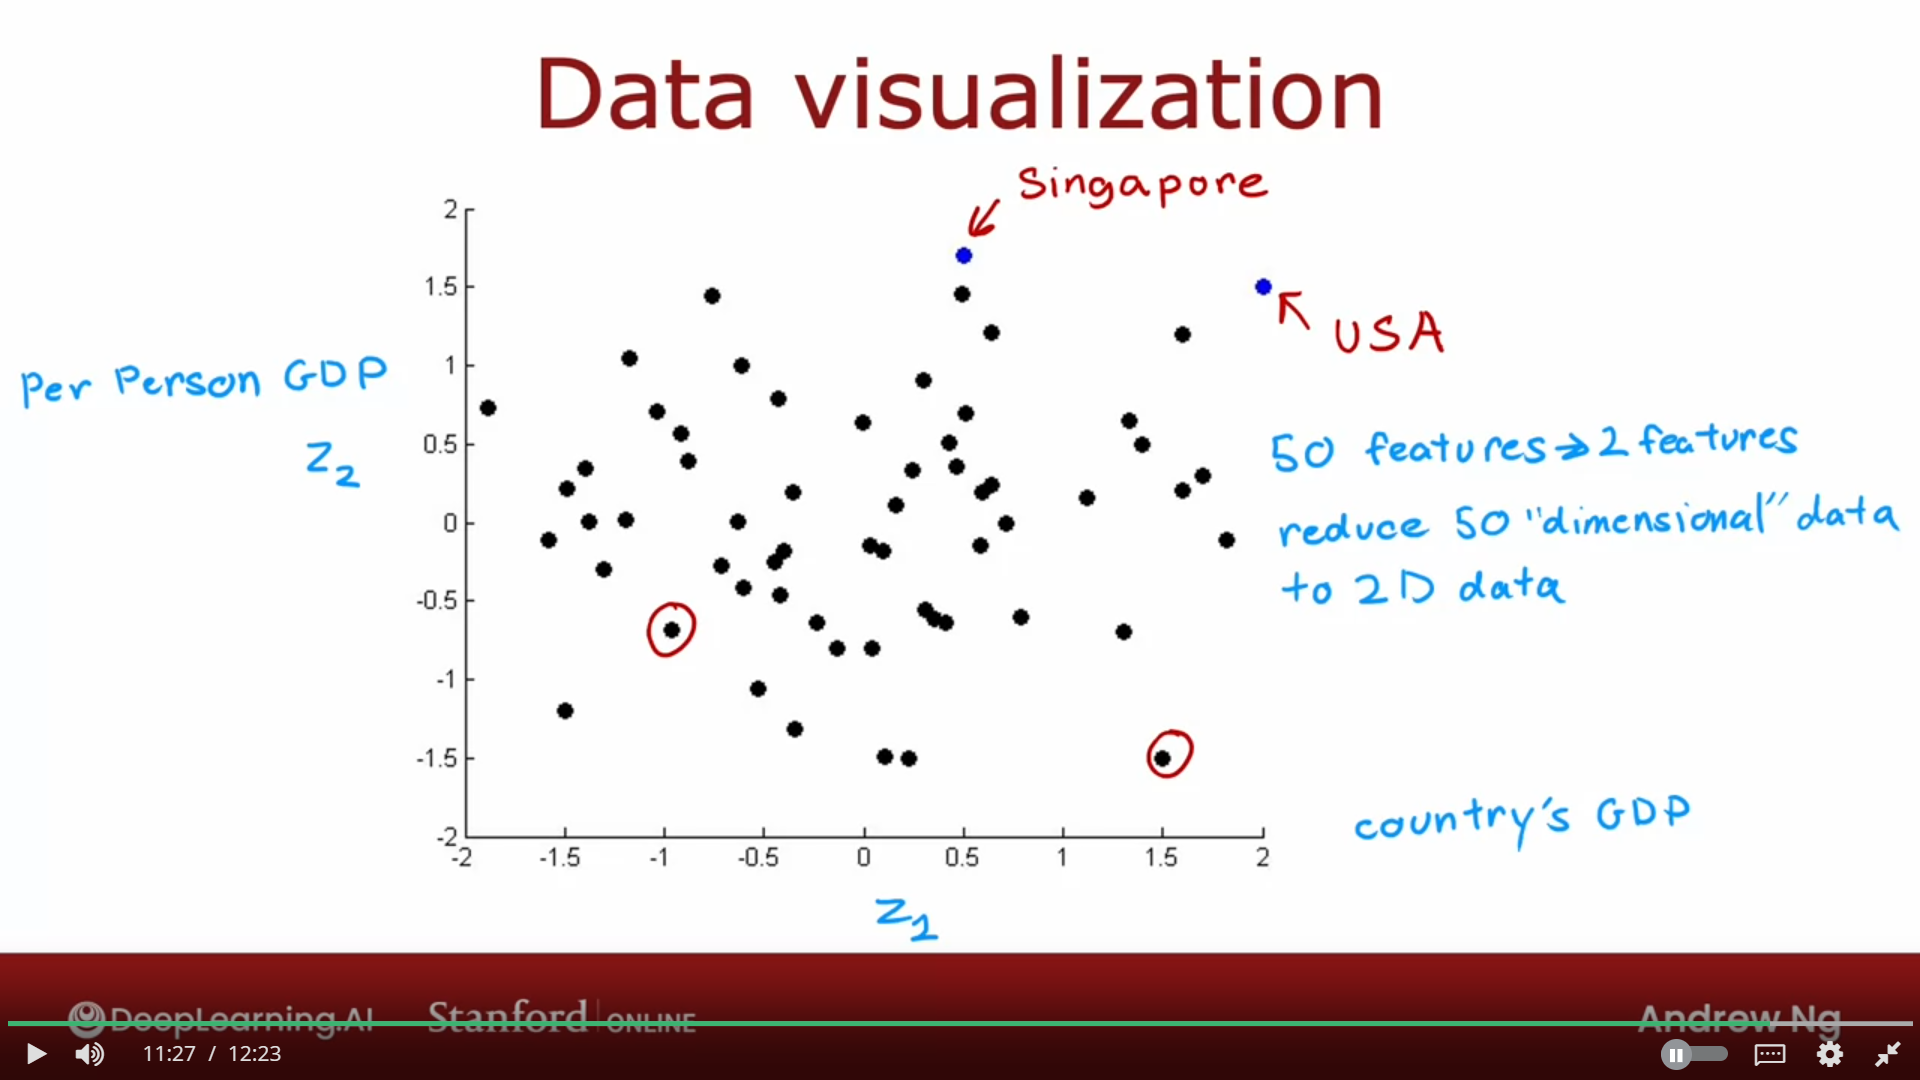 Data visualization
Singapore
USA
2
1.5
1
0.5
0
-0.5
-1
-1.5
-2
Per Person GDP
z2
50 features → 2 features
reduce 50 "dimensional" data
to 2D data
country's GDP
-2 -1.5 -1 -0.5 0 0.5 1 1.5 2
z1
DeepLearning.AI Stanford | ONLINE Andrew Ng
11:27 / 12:23